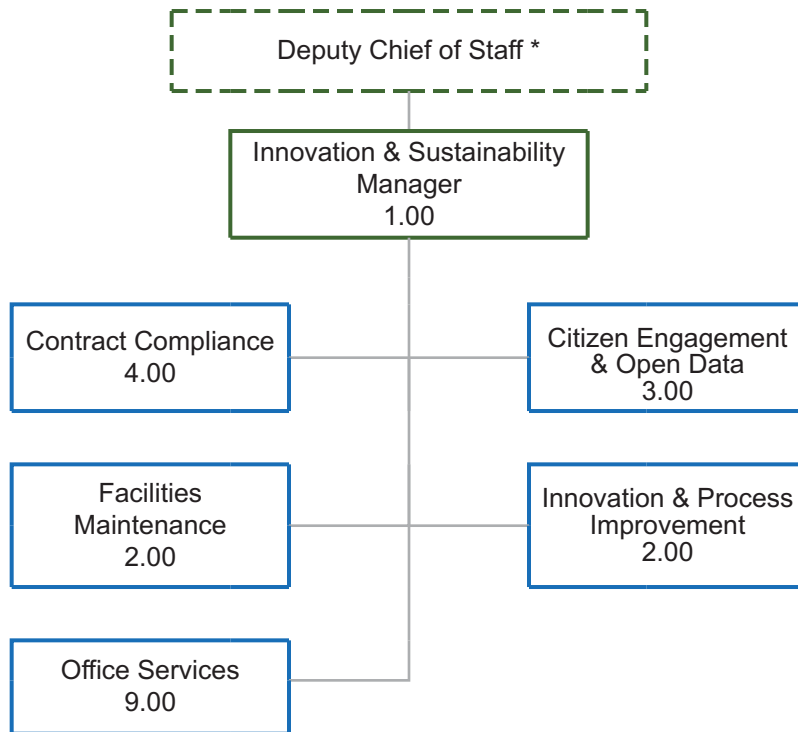 Deputy Chief of Staff *
Innovation & Sustainability
Manager
1.00
Contract Compliance
4.00
Citizen Engagement
& Open Data
3.00
Facilities
Maintenance
2.00
Innovation & Process
Improvement
2.00
Office Services
9.00